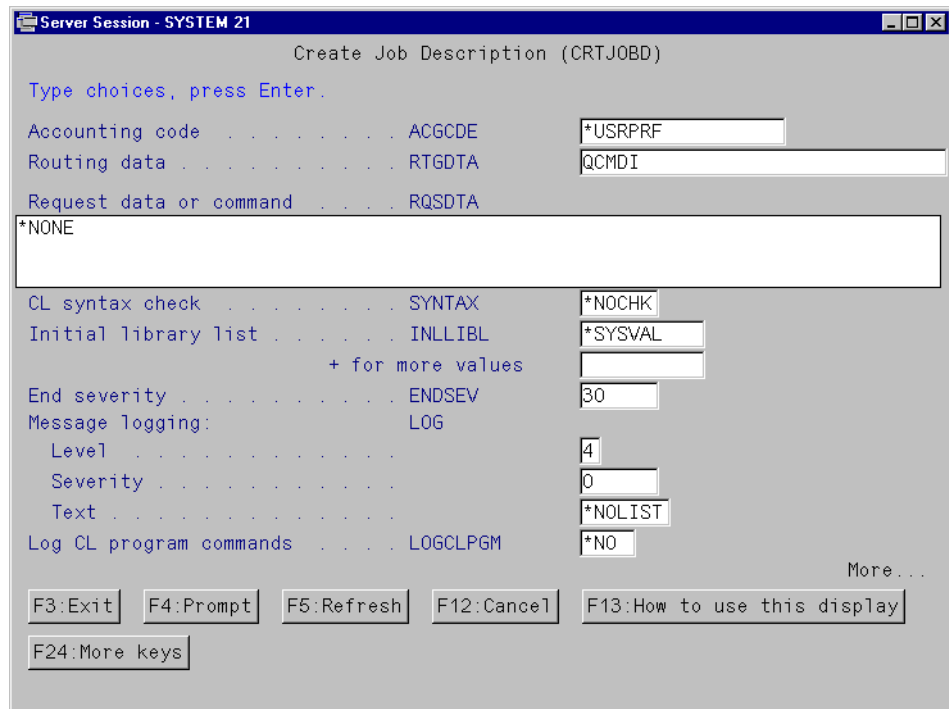 Server Session - SYSTEM 21
Create Job Description (CRTJOBD)
Type choices, press Enter.
Accounting code . . . . . . . . ACGCDE *USRPRF
Routing data . . . . . . . . . . RTGDTA QCMDI
Request data or command . . . . RQSDTA
*NONE
CL syntax check . . . . . . . . SYNTAX *NOCHK
Initial library list . . . . . . INLLIBL *SYSVAL
+ for more values
End severity . . . . . . . . . . ENDSEV 30
Message logging: LOG
Level . . . . . . . . . . . . 4
Severity . . . . . . . . . . . 0
Text . . . . . . . . . . . . . *NOLIST
Log CL program commands . . . . LOGCLPGM *NO
More...
F3:Exit F4:Prompt F5:Refresh F12:Cancel F13:How to use this display
F24:More keys